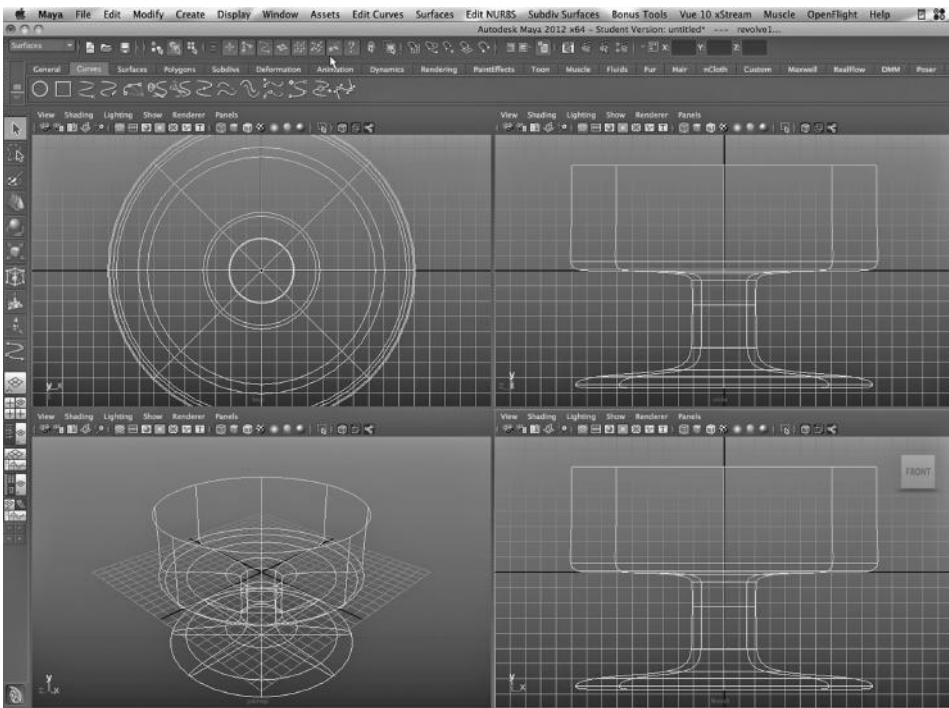 Maya File Edit Modify Create Display Window Assets Edit Curves Surfaces Edit NURBS Subdiv Surfaces Bonus Tools Vue 10 xStream Muscle OpenFlight Help
Autodesk Maya 2012 x64 – Student Version: untitled* --- revolve1...
Surfaces X: Y: Z:
General Curves Surfaces Polygons Subdivs Deformation Animation Dynamics Rendering PaintEffects Toon Muscle Fluids Fur Hair nCloth Custom Maxwell Realflow DMM Poser
View Shading Lighting Show Renderer Panels
View Shading Lighting Show Renderer Panels
y x
y
View Shading Lighting Show Renderer Panels
View Shading Lighting Show Renderer Panels
FRONT
y
z x
y
x